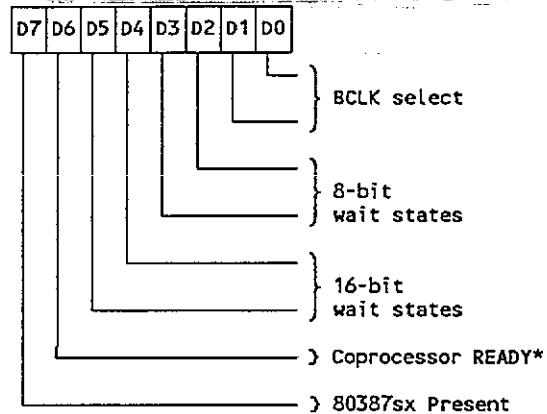 D7 D6 D5 D4 D3 D2 D1 D0
BCLK select
8-bit
wait states
16-bit
wait states
Coprocessor READY*
80387sx Present